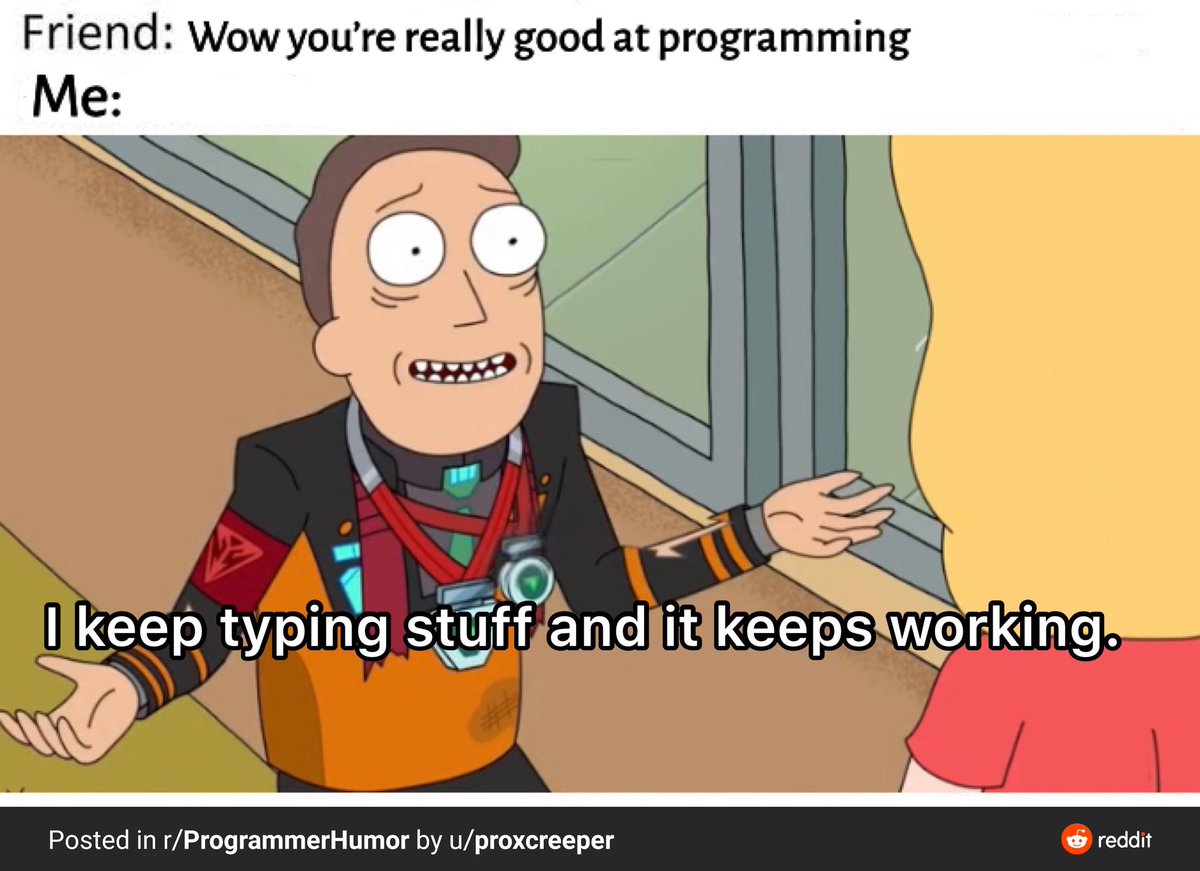 Friend: Wow you're really good at programming
Me:
I keep typing stuff and it keeps working.
Posted in r/ProgrammerHumor by u/proxcreeper
reddit